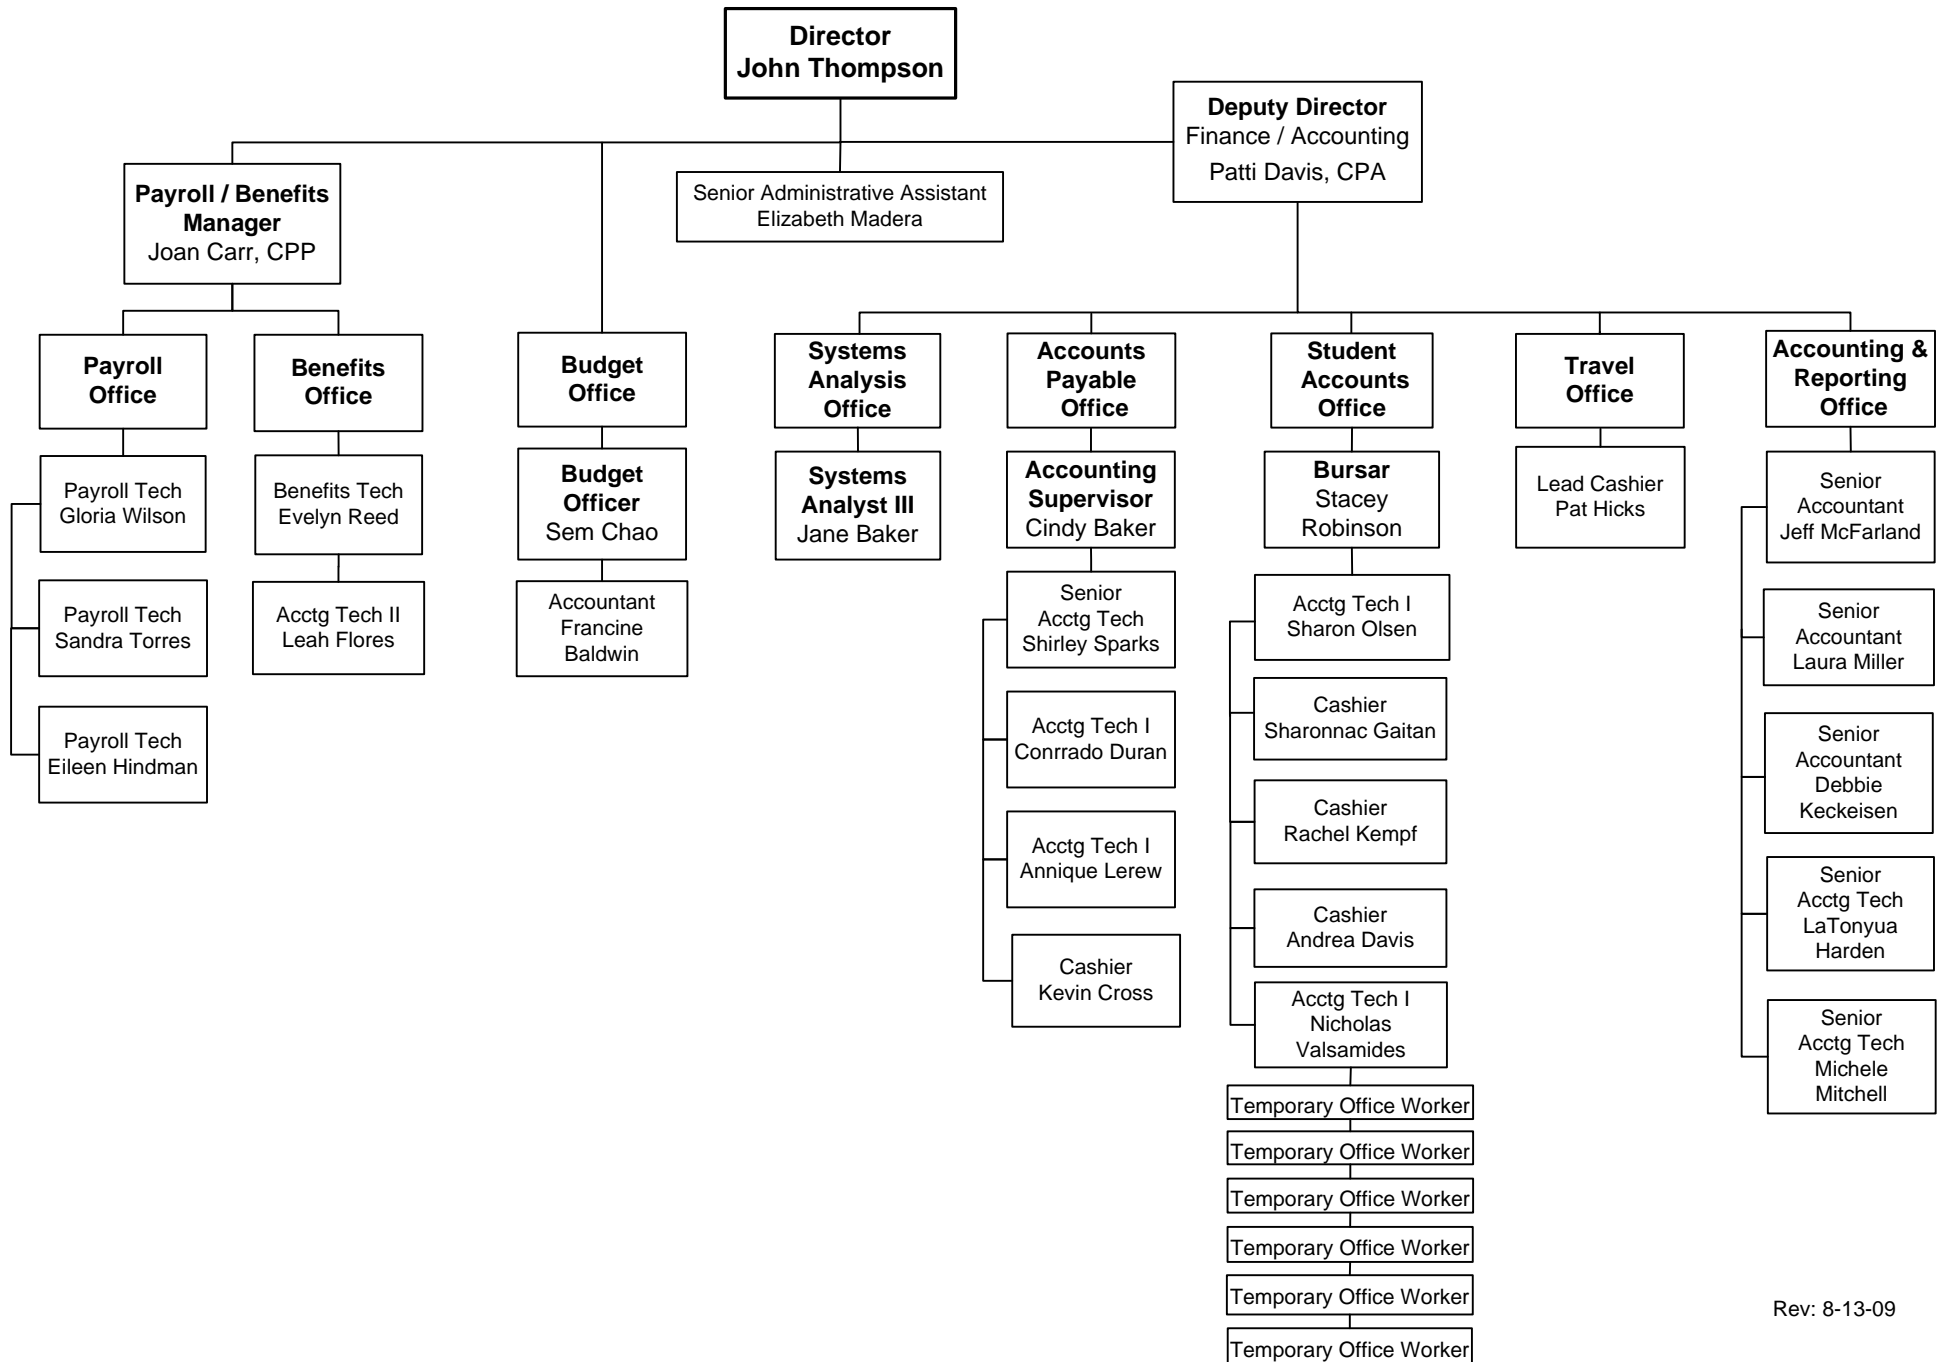 Director
John Thompson
Deputy Director
Finance / Accounting
Patti Davis, CPA
Payroll / Benefits
Manager
Joan Carr, CPP
Senior Administrative Assistant
Elizabeth Madera
Payroll
Office
Payroll Tech
Gloria Wilson
Payroll Tech
Sandra Torres
Payroll Tech
Eileen Hindman
Benefits
Office
Benefits Tech
Evelyn Reed
Acctg Tech II
Leah Flores
Budget
Office
Budget
Officer
Sem Chao
Accountant
Francine
Baldwin
Systems
Analysis
Office
Systems
Analyst III
Jane Baker
Accounts
Payable
Office
Accounting
Supervisor
Cindy Baker
Senior
Acctg Tech
Shirley Sparks
Acctg Tech I
Conrrado Duran
Acctg Tech I
Annique Lerew
Cashier
Kevin Cross
Student
Accounts
Office
Bursar
Stacey
Robinson
Acctg Tech I
Sharon Olsen
Cashier
Sharonnac Gaitan
Cashier
Rachel Kempf
Cashier
Andrea Davis
Acctg Tech I
Nicholas
Valsamides
Temporary Office Worker
Temporary Office Worker
Temporary Office Worker
Temporary Office Worker
Temporary Office Worker
Temporary Office Worker
Travel
Office
Lead Cashier
Pat Hicks
Accounting &
Reporting
Office
Senior
Accountant
Jeff McFarland
Senior
Accountant
Laura Miller
Senior
Accountant
Debbie
Keckeisen
Senior
Acctg Tech
LaTonyua
Harden
Senior
Acctg Tech
Michele
Mitchell
Rev: 8-13-09